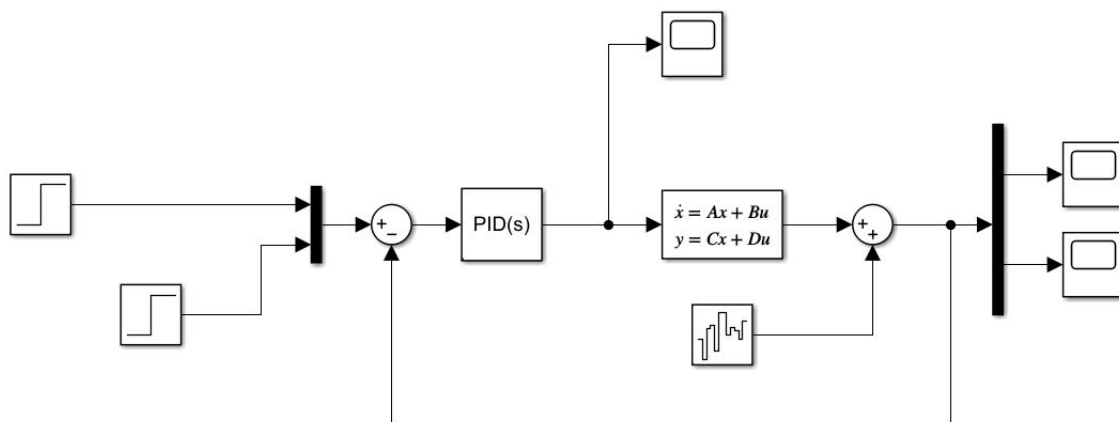 PID(s)
ẋ = Ax + Bu
y = Cx + Du
+
−
+
+